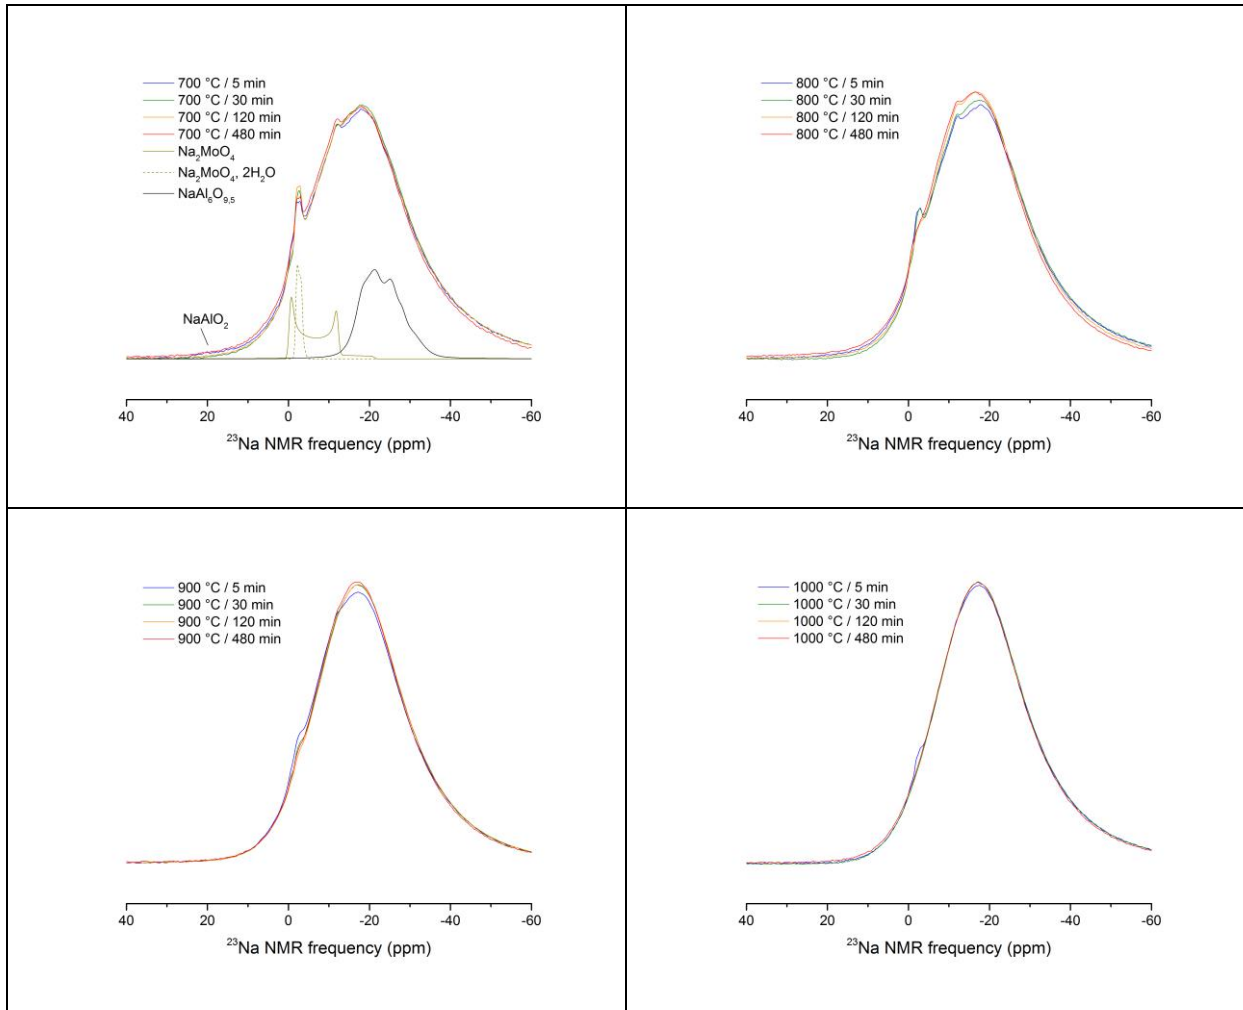 700 °C / 5 min
700 °C / 30 min
700 °C / 120 min
700 °C / 480 min
Na₂MoO₄
Na₂MoO₄, 2H₂O
NaAl₆O₉,₅
NaAlO₂
40 20 0 -20 -40 -60
²³Na NMR frequency (ppm)
800 °C / 5 min
800 °C / 30 min
800 °C / 120 min
800 °C / 480 min
40 20 0 -20 -40 -60
²³Na NMR frequency (ppm)
900 °C / 5 min
900 °C / 30 min
900 °C / 120 min
900 °C / 480 min
40 20 0 -20 -40 -60
²³Na NMR frequency (ppm)
1000 °C / 5 min
1000 °C / 30 min
1000 °C / 120 min
1000 °C / 480 min
40 20 0 -20 -40 -60
²³Na NMR frequency (ppm)